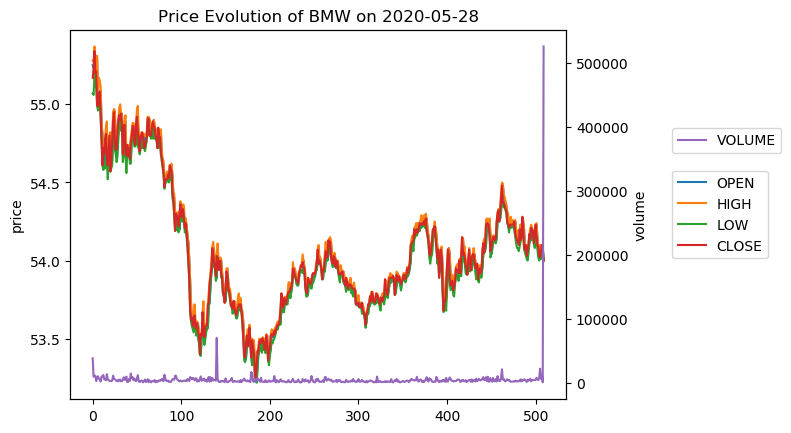 Price Evolution of BMW on 2020-05-28
55.0
54.5
54.0
53.5
price
0
100
200
300
400
500
500000
400000
300000
200000
100000
0
volume
VOLUME
OPEN
HIGH
LOW
CLOSE